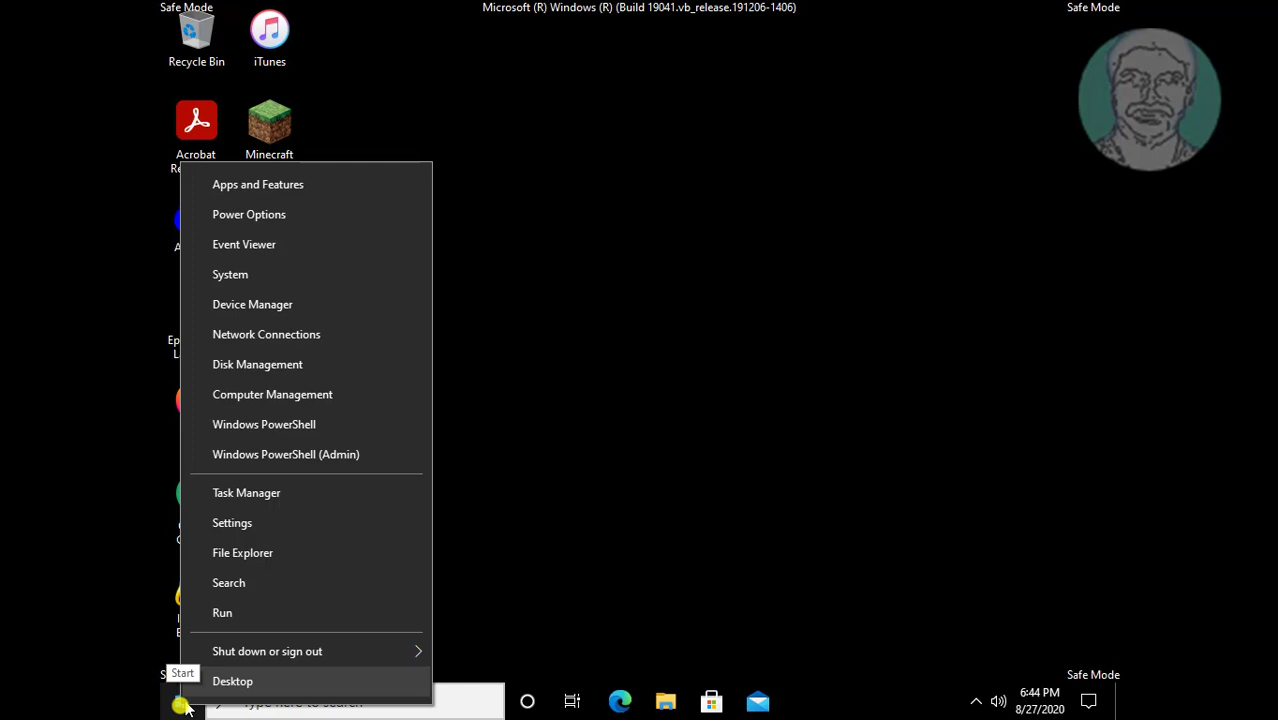 Safe Mode
Microsoft (R) Windows (R) (Build 19041.vb_release.191206-1406)
Safe Mode
Recycle Bin
iTunes
Acrobat
Minecraft
Apps and Features
Power Options
Event Viewer
System
Device Manager
Network Connections
Disk Management
Computer Management
Windows PowerShell
Windows PowerShell (Admin)
Task Manager
Settings
File Explorer
Search
Run
Shut down or sign out
Desktop
Start
Safe Mode
Type here to search
6:44 PM
8/27/2020